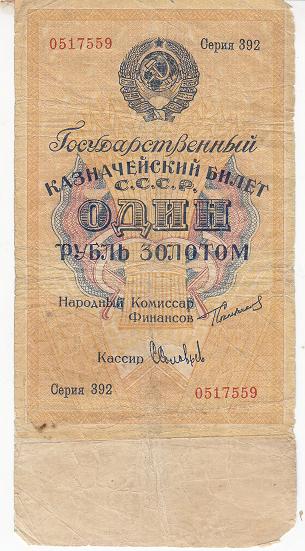 0517559 Серия 392
Государственный
КАЗНАЧЕЙСКИЙ БИЛЕТ
С.С.С.Р.
ОДИН
РУБЛЬ ЗОЛОТОМ
Народный Комиссар
Финансов
Кассир
Серия 392 0517559